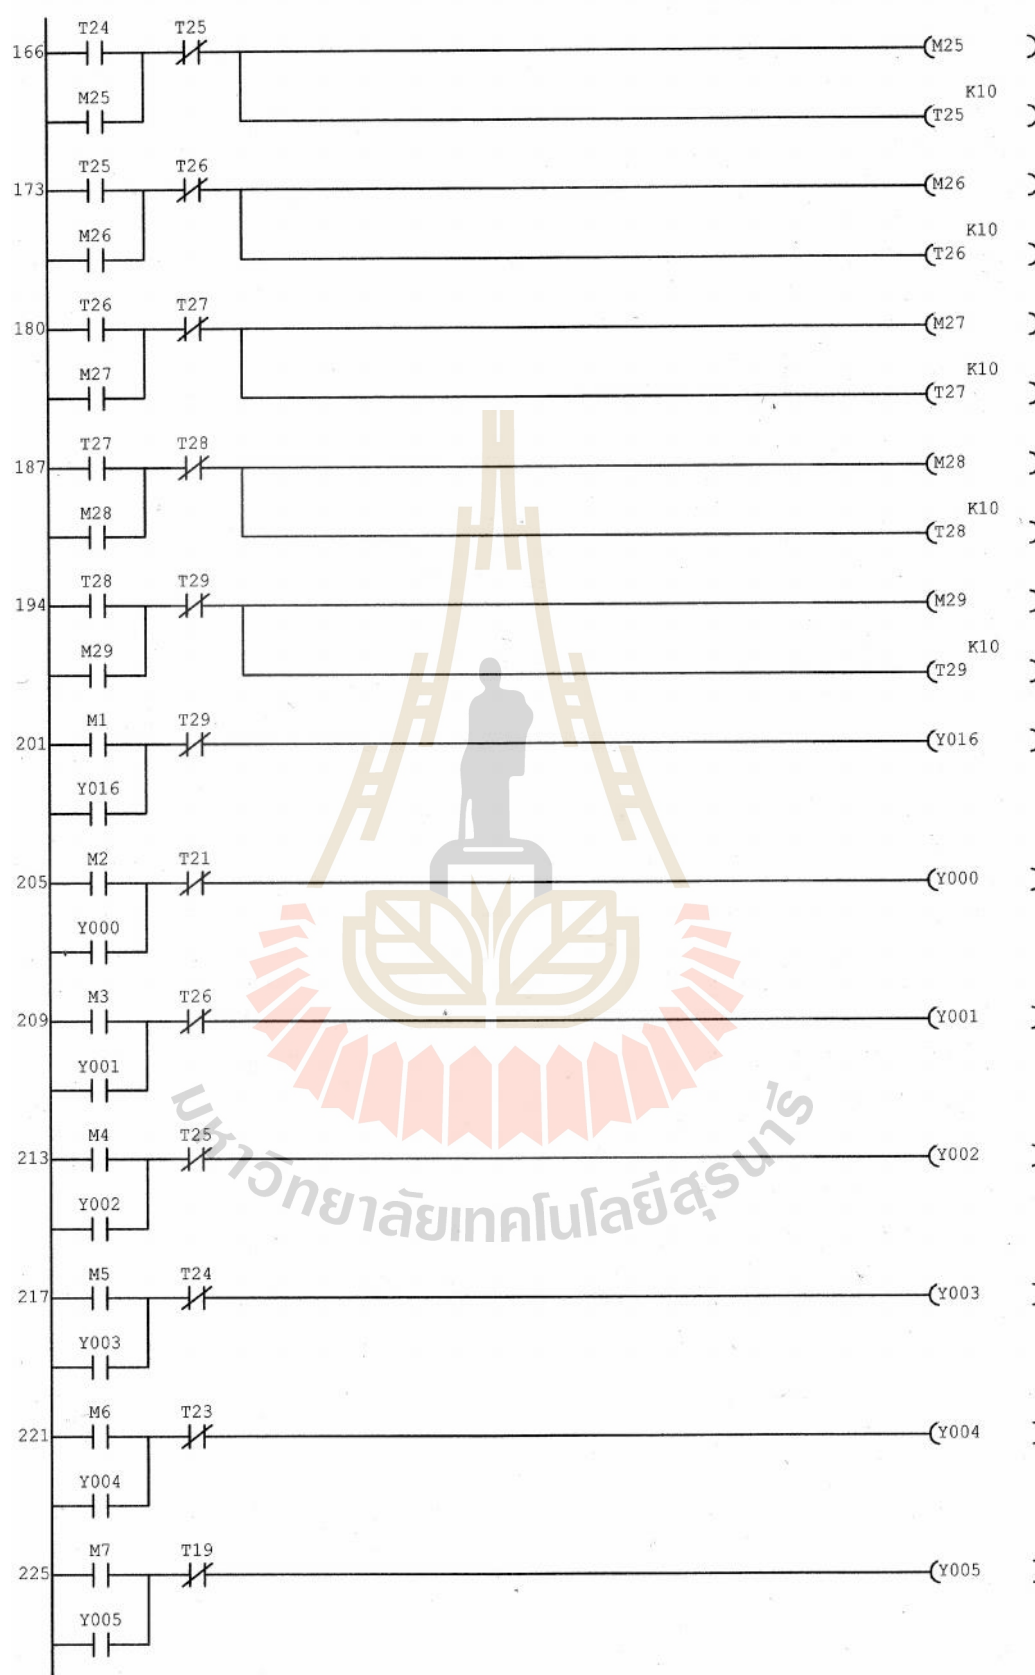 T24 T25
166 M25
M25 K10
T25
T25 T26
173 M26
M26 K10
T26
T26 T27
180 M27
M27 K10
T27
T27 T28
187 M28
M28 K10
T28
T28 T29
194 M29
M29 K10
T29
M1 T29
201 Y016
Y016
M2 T21
205 Y000
Y000
M3 T26
209 Y001
Y001
M4 T25
213 Y002
Y002
M5 T24
217 Y003
Y003
M6 T23
221 Y004
Y004
M7 T19
225 Y005
Y005
มหาวิทยาลัยเทคโนโลยีสุรนารี